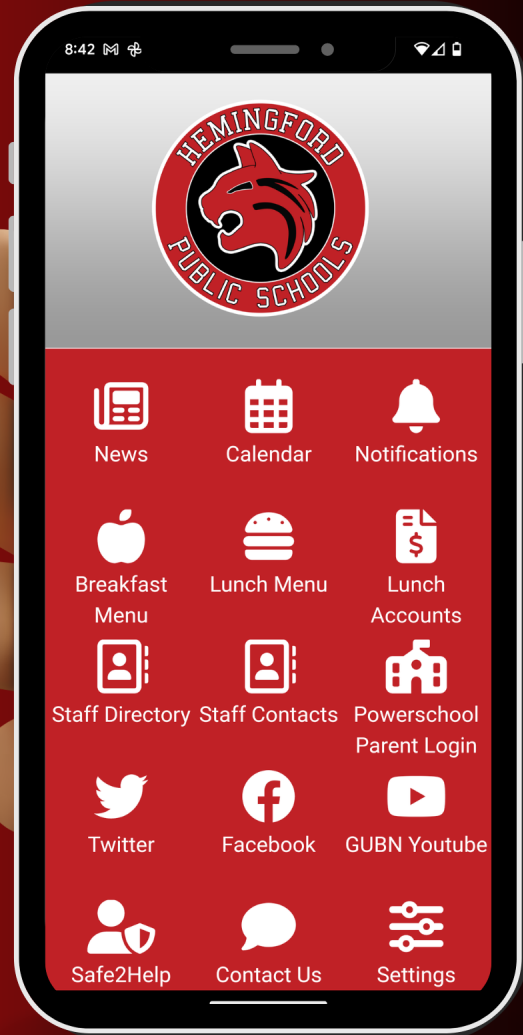 8:42
HEMINGFORD
PUBLIC SCHOOLS
News
Calendar
Notifications
$
Breakfast
Menu
Lunch Menu
Lunch
Accounts
Staff Directory
Staff Contacts
Powerschool
Parent Login
Twitter
Facebook
GUBN Youtube
Safe2Help
Contact Us
Settings